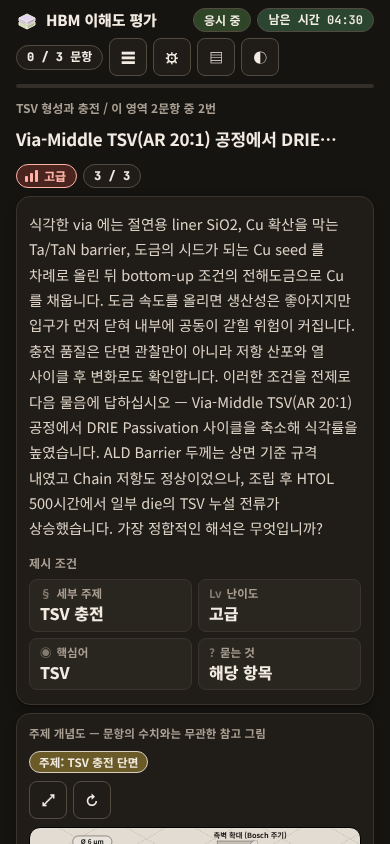 HBM 이해도 평가
응시 중
남은 시간 04:30
0 / 3 문항
TSV 형성과 충전 / 이 영역 2문항 중 2번
Via-Middle TSV(AR 20:1) 공정에서 DRIE…
고급
3 / 3
식각한 via 에는 절연용 liner SiO2, Cu 확산을 막는
Ta/TaN barrier, 도금의 시드가 되는 Cu seed 를
차례로 올린 뒤 bottom-up 조건의 전해도금으로 Cu
를 채웁니다. 도금 속도를 올리면 생산성은 좋아지지만
입구가 먼저 닫혀 내부에 공동이 갇힐 위험이 커집니다.
충전 품질은 단면 관찰만이 아니라 저항 산포와 열
사이클 후 변화로도 확인합니다. 이러한 조건을 전제로
다음 물음에 답하십시오 — Via-Middle TSV(AR 20:1)
공정에서 DRIE Passivation 사이클을 축소해 식각률을
높였습니다. ALD Barrier 두께는 상면 기준 규격
내였고 Chain 저항도 정상이었으나, 조립 후 HTOL
500시간에서 일부 die의 TSV 누설 전류가
상승했습니다. 가장 정합적인 해석은 무엇입니까?
제시 조건
§ 세부 주제
TSV 충전
Lv 난이도
고급
◉ 핵심어
TSV
? 묻는 것
해당 항목
주제 개념도 — 문항의 수치와는 무관한 참고 그림
주제: TSV 충전 단면
Ø 6 μm
측벽 확대 (Bosch 주기)